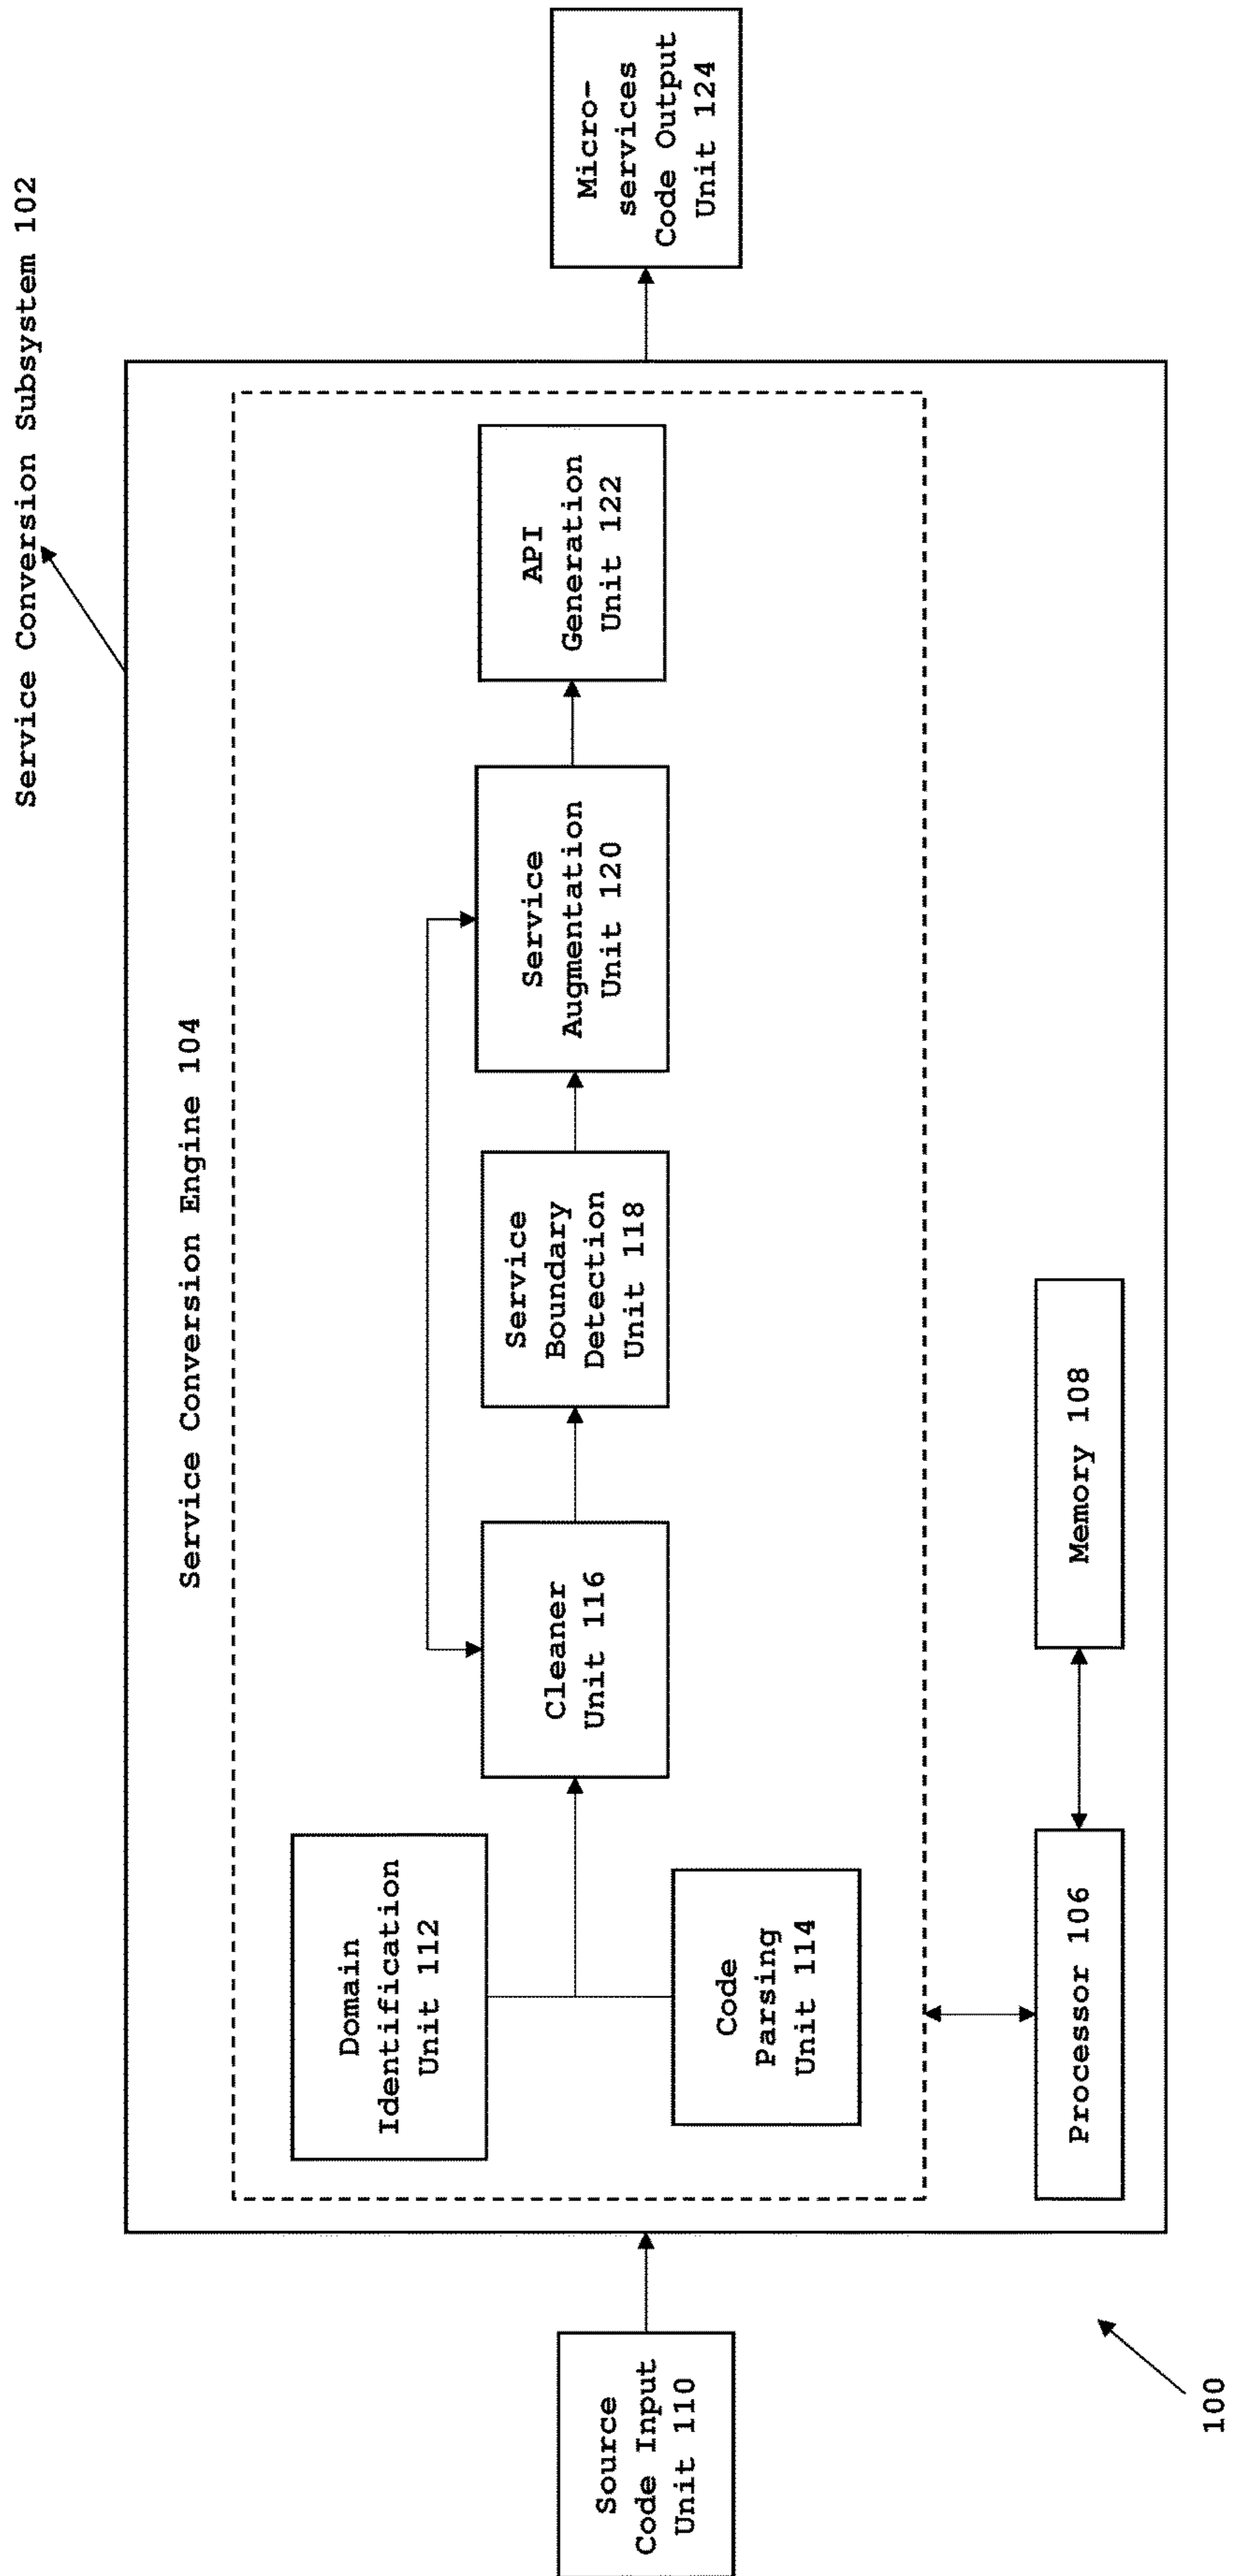 Service Conversion Subsystem 102
Service Conversion Engine 104
Source
Code Input
Unit 110
Domain
Identification
Unit 112
Code
Parsing
Unit 114
Cleaner
Unit 116
Service
Boundary
Detection
Unit 118
Service
Augmentation
Unit 120
API
Generation
Unit 122
Micro-
services
Code Output
Unit 124
Processor 106
Memory 108
100